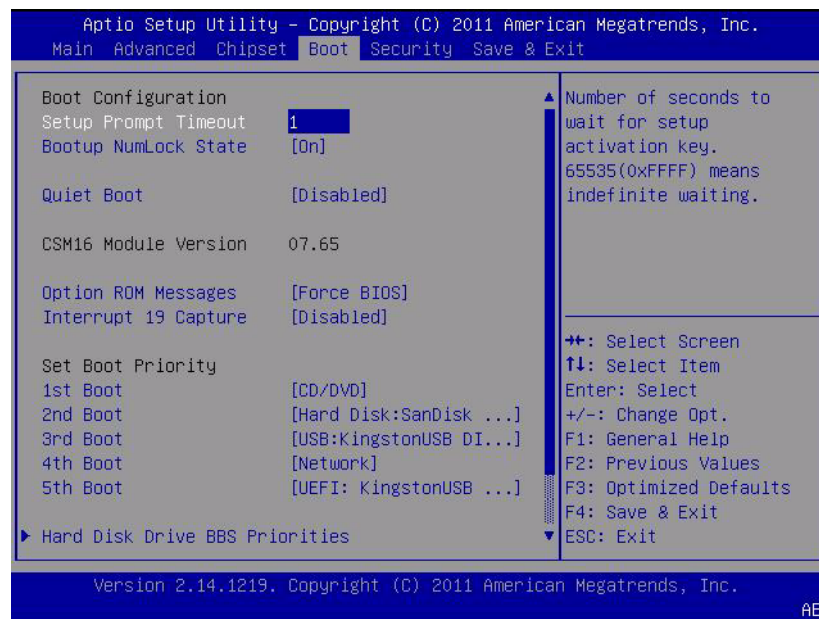 Aptio Setup Utility – Copyright (C) 2011 American Megatrends, Inc.
Main Advanced Chipset Boot Security Save & Exit
Boot Configuration
Setup Prompt Timeout 1
Bootup NumLock State [On]
Quiet Boot [Disabled]
CSM16 Module Version 07.65
Option ROM Messages [Force BIOS]
Interrupt 19 Capture [Disabled]
Set Boot Priority
1st Boot [CD/DVD]
2nd Boot [Hard Disk:SanDisk ...]
3rd Boot [USB:KingstonUSB DI...]
4th Boot [Network]
5th Boot [UEFI: KingstonUSB ...]
Hard Disk Drive BBS Priorities
Number of seconds to
wait for setup
activation key.
65535(0xFFFF) means
indefinite waiting.
→←: Select Screen
↑↓: Select Item
Enter: Select
+/-: Change Opt.
F1: General Help
F2: Previous Values
F3: Optimized Defaults
F4: Save & Exit
ESC: Exit
Version 2.14.1219. Copyright (C) 2011 American Megatrends, Inc.